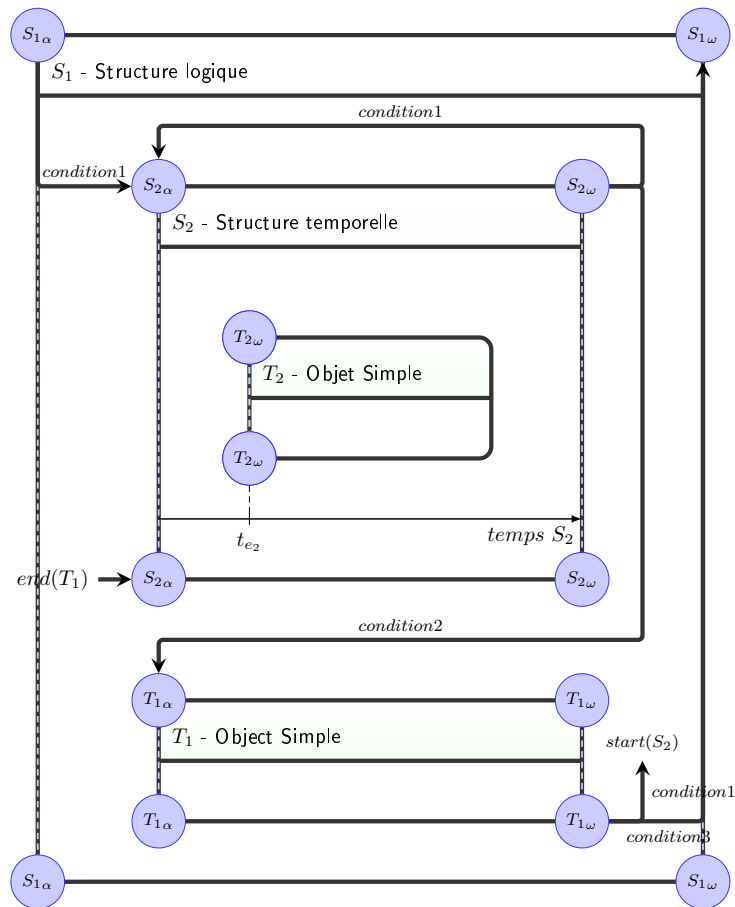 S1α S1ω
S1 - Structure logique
condition1
condition1
S2α S2ω
S2 - Structure temporelle
T2ω
T2 - Objet Simple
T2ω
te2 temps S2
end(T1) S2α S2ω
condition2
T1α T1ω
T1 - Object Simple
start(S2)
condition1
T1α T1ω
condition3
S1α S1ω